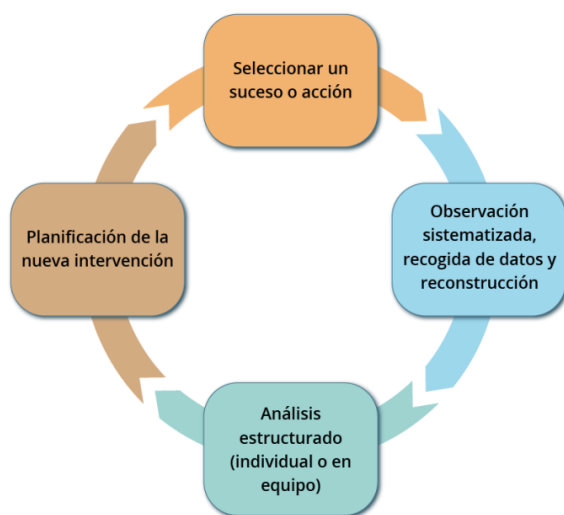 Seleccionar un
suceso o acción
Observación
sistematizada,
recogida de datos y
reconstrucción
Análisis
estructurado
(individual o en
equipo)
Planificación de la
nueva intervención